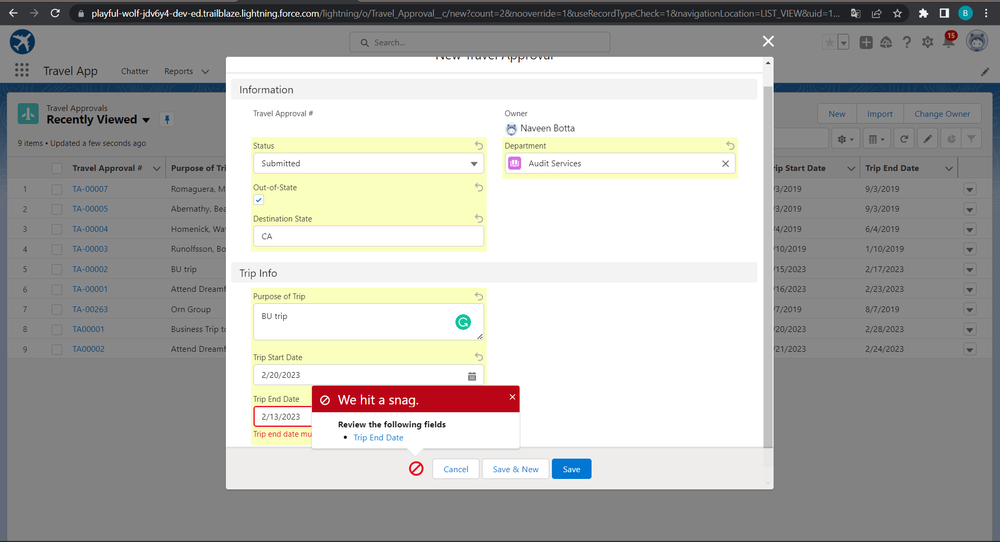 playful-wolf-jdv6y4-dev-ed.trailblaze.lightning.force.com/lightning/o/Travel_Approval__c/new?count=2&nooverride=1&useRecordTypeCheck=1&navigationLocation=LIST_VIEW&uid=1...
B
Search...
15
Travel App
Chatter
Reports
New Travel Approval
Travel Approvals
Recently Viewed
9 items • Updated a few seconds ago
New
Import
Change Owner
Travel Approval #
Purpose of Tri
rip Start Date
Trip End Date
1 TA-00007 Romaguera, M /3/2019 9/3/2019
2 TA-00005 Abernathy, Bea /3/2019 9/3/2019
3 TA-00004 Homenick, Wat /4/2019 6/4/2019
4 TA-00003 Runolfsson, Bo /10/2019 1/10/2019
5 TA-00002 BU trip /15/2023 2/17/2023
6 TA-00001 Attend Dreamf /16/2023 2/23/2023
7 TA-00263 Orn Group /7/2019 8/7/2019
8 TA00001 Business Trip to /20/2023 2/28/2023
9 TA00002 Attend Dreamf /21/2023 2/24/2023
Information
Travel Approval #
Owner
Naveen Botta
Status
Submitted
Department
Audit Services
Out-of-State
Destination State
CA
Trip Info
Purpose of Trip
BU trip
Trip Start Date
2/20/2023
Trip End Date
2/13/2023
Trip end date mu
We hit a snag.
Review the following fields
• Trip End Date
Cancel
Save & New
Save